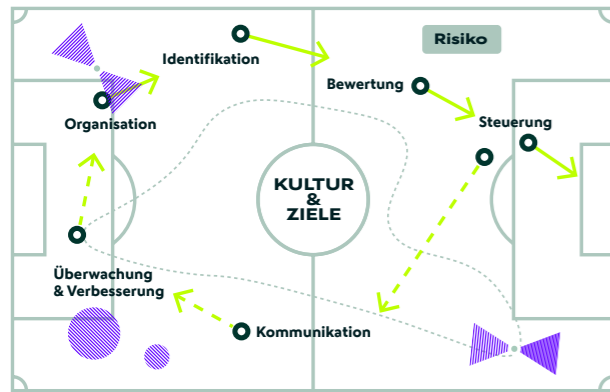 Identifikation
Risiko
Bewertung
Organisation
Steuerung
KULTUR
&
ZIELE
Überwachung
& Verbesserung
Kommunikation